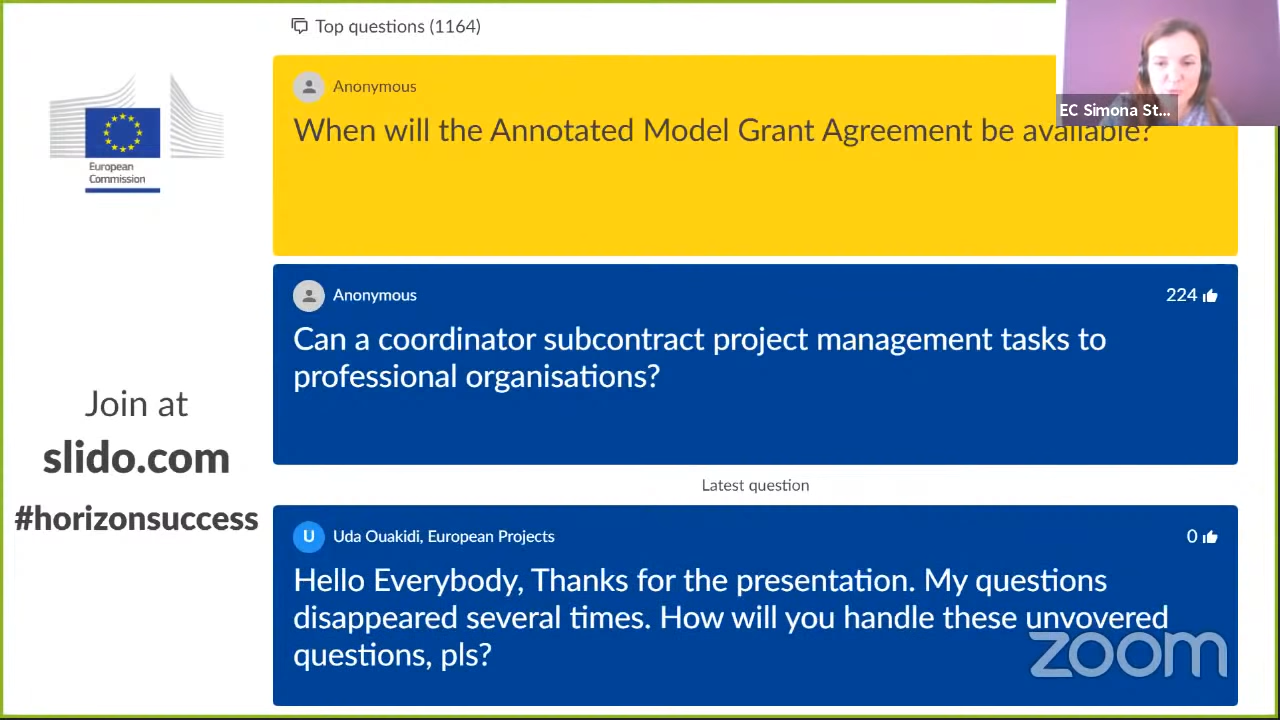 Top questions (1164)
EC Simona St...
European
Commission
Anonymous
When will the Annotated Model Grant Agreement be available?
Anonymous
224
Can a coordinator subcontract project management tasks to
professional organisations?
Join at
slido.com
#horizonsuccess
Latest question
U
Uda Ouakidi, European Projects
0
Hello Everybody, Thanks for the presentation. My questions
disappeared several times. How will you handle these unvovered
questions, pls?
zoom